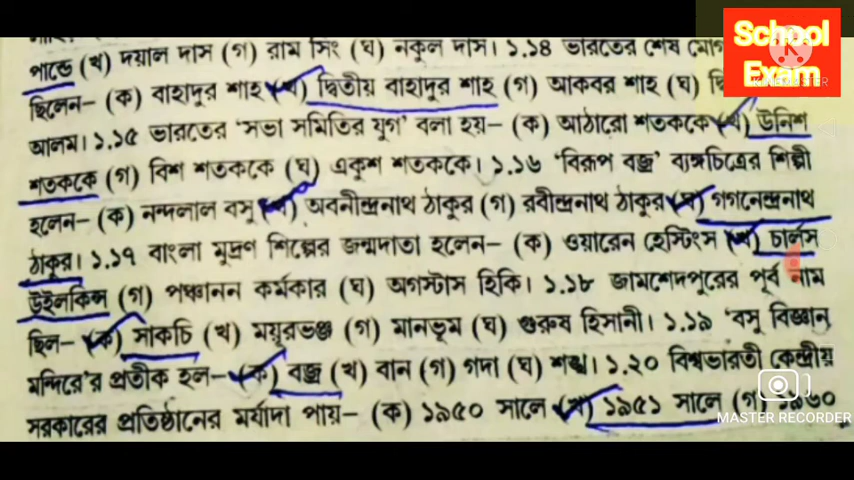 School
Exam
KINEMASTER
পান্ডে (খ) দয়াল দাস (গ) রাম সিং (ঘ) নকুল দাস। ১.১৪ ভারতের শেষ মোগ
ছিলেন- (ক) বাহাদুর শাহ (খ) দ্বিতীয় বাহাদুর শাহ (গ) আকবর শাহ (ঘ)
আলম। ১.১৫ ভারতের 'সভা সমিতির যুগ' বলা হয়- (ক) আঠারো শতককে (খ) উনিশ
শতককে (গ) বিশ শতককে (ঘ) একুশ শতককে। ১.১৬ 'বিরূপ বজ্র' ব্যঙ্গচিত্রের শিল্পী
হলেন- (ক) নন্দলাল বসু (খ) অবনীন্দ্রনাথ ঠাকুর (গ) রবীন্দ্রনাথ ঠাকুর (ঘ) গগনেন্দ্রনাথ
ঠাকুর। ১.১৭ বাংলা মুদ্রণ শিল্পের জন্মদাতা হলেন- (ক) ওয়ারেন হেস্টিংস (খ) চার্লস
উইলকিন্স (গ) পঞ্চানন কর্মকার (ঘ) অগস্টাস হিকি। ১.১৮ জামশেদপুরের পূর্ব নাম
ছিল- (ক) সাকচি (খ) ময়ূরভঞ্জ (গ) মানভূম (ঘ) গুরুষ হিসানী। ১.১৯ 'বসু বিজ্ঞান
মন্দিরে'র প্রতীক হল- (ক) বজ্র (খ) বান (গ) গদা (ঘ) শঙ্খ। ১.২০ বিশ্বভারতী কেন্দ্রীয়
সরকারের প্রতিষ্ঠানের মর্যাদা পায়- (ক) ১৯৫০ সালে (খ) ১৯৫১ সালে (গ) ১৯৬০
MASTER RECORDER